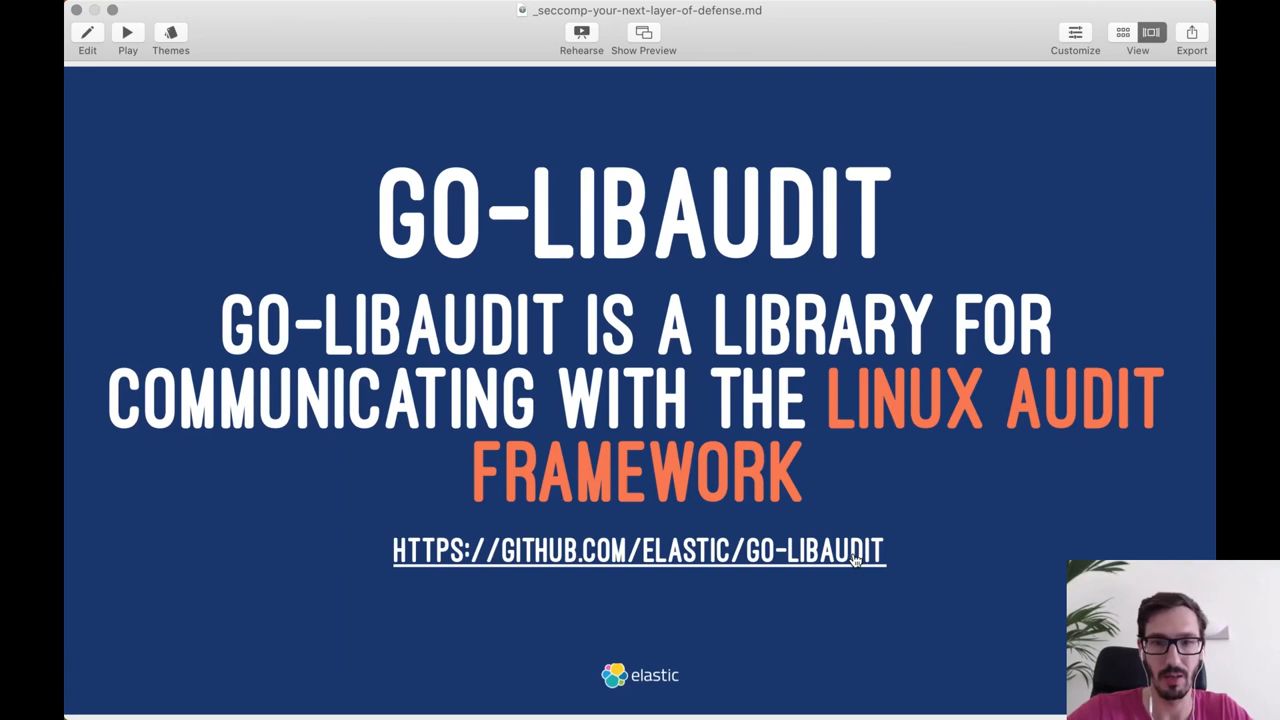 _seccomp-your-next-layer-of-defense.md
Edit Play Themes Rehearse Show Preview Customize View Export
GO-LIBAUDIT
GO-LIBAUDIT IS A LIBRARY FOR
COMMUNICATING WITH THE LINUX AUDIT
FRAMEWORK
HTTPS://GITHUB.COM/ELASTIC/GO-LIBAUDIT
elastic